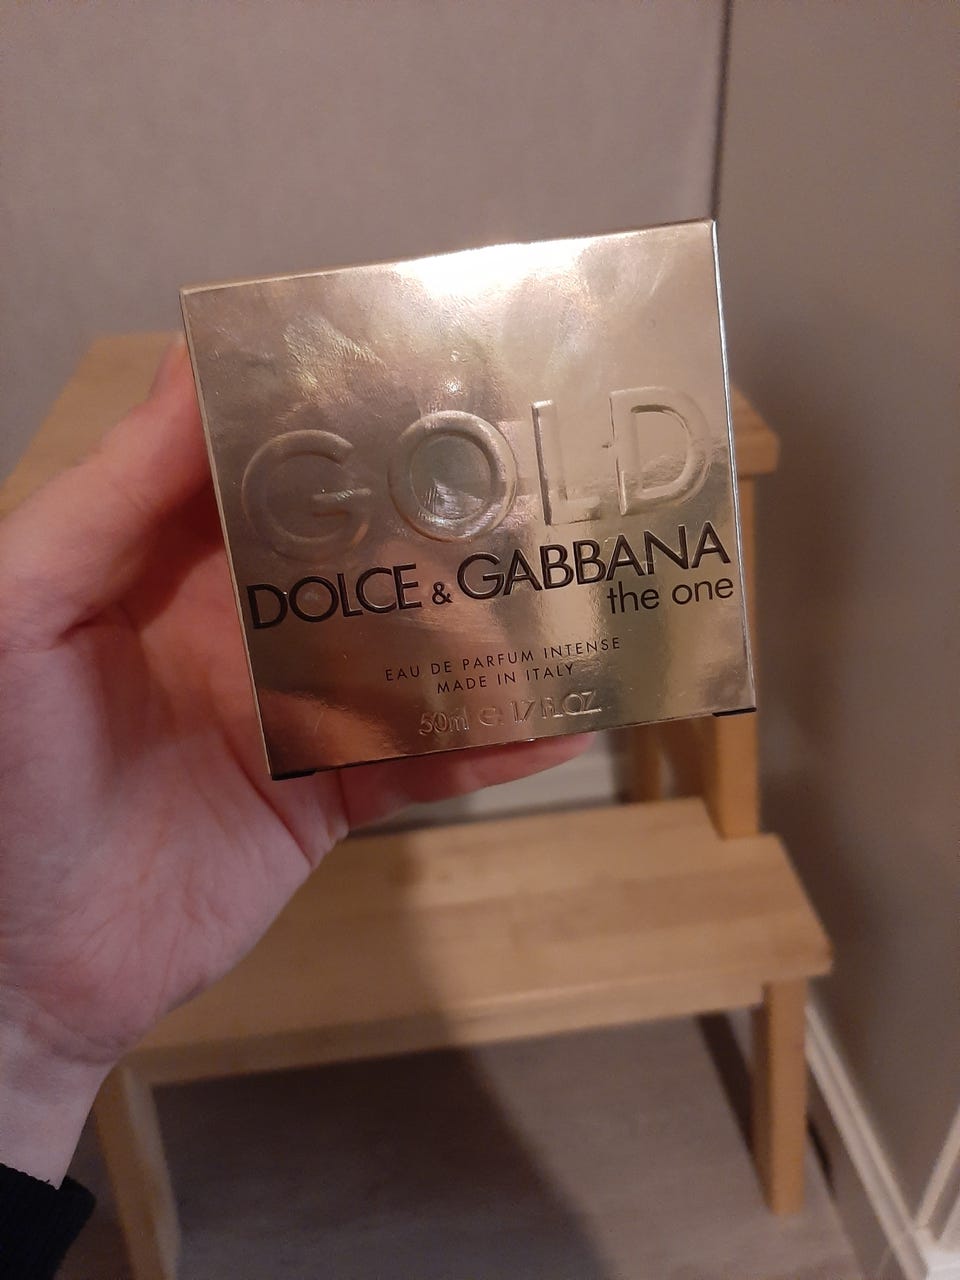 GOLD
DOLCE & GABBANA
the one
EAU DE PARFUM INTENSE
MADE IN ITALY
50ml ℮ 1.7 FL.OZ.